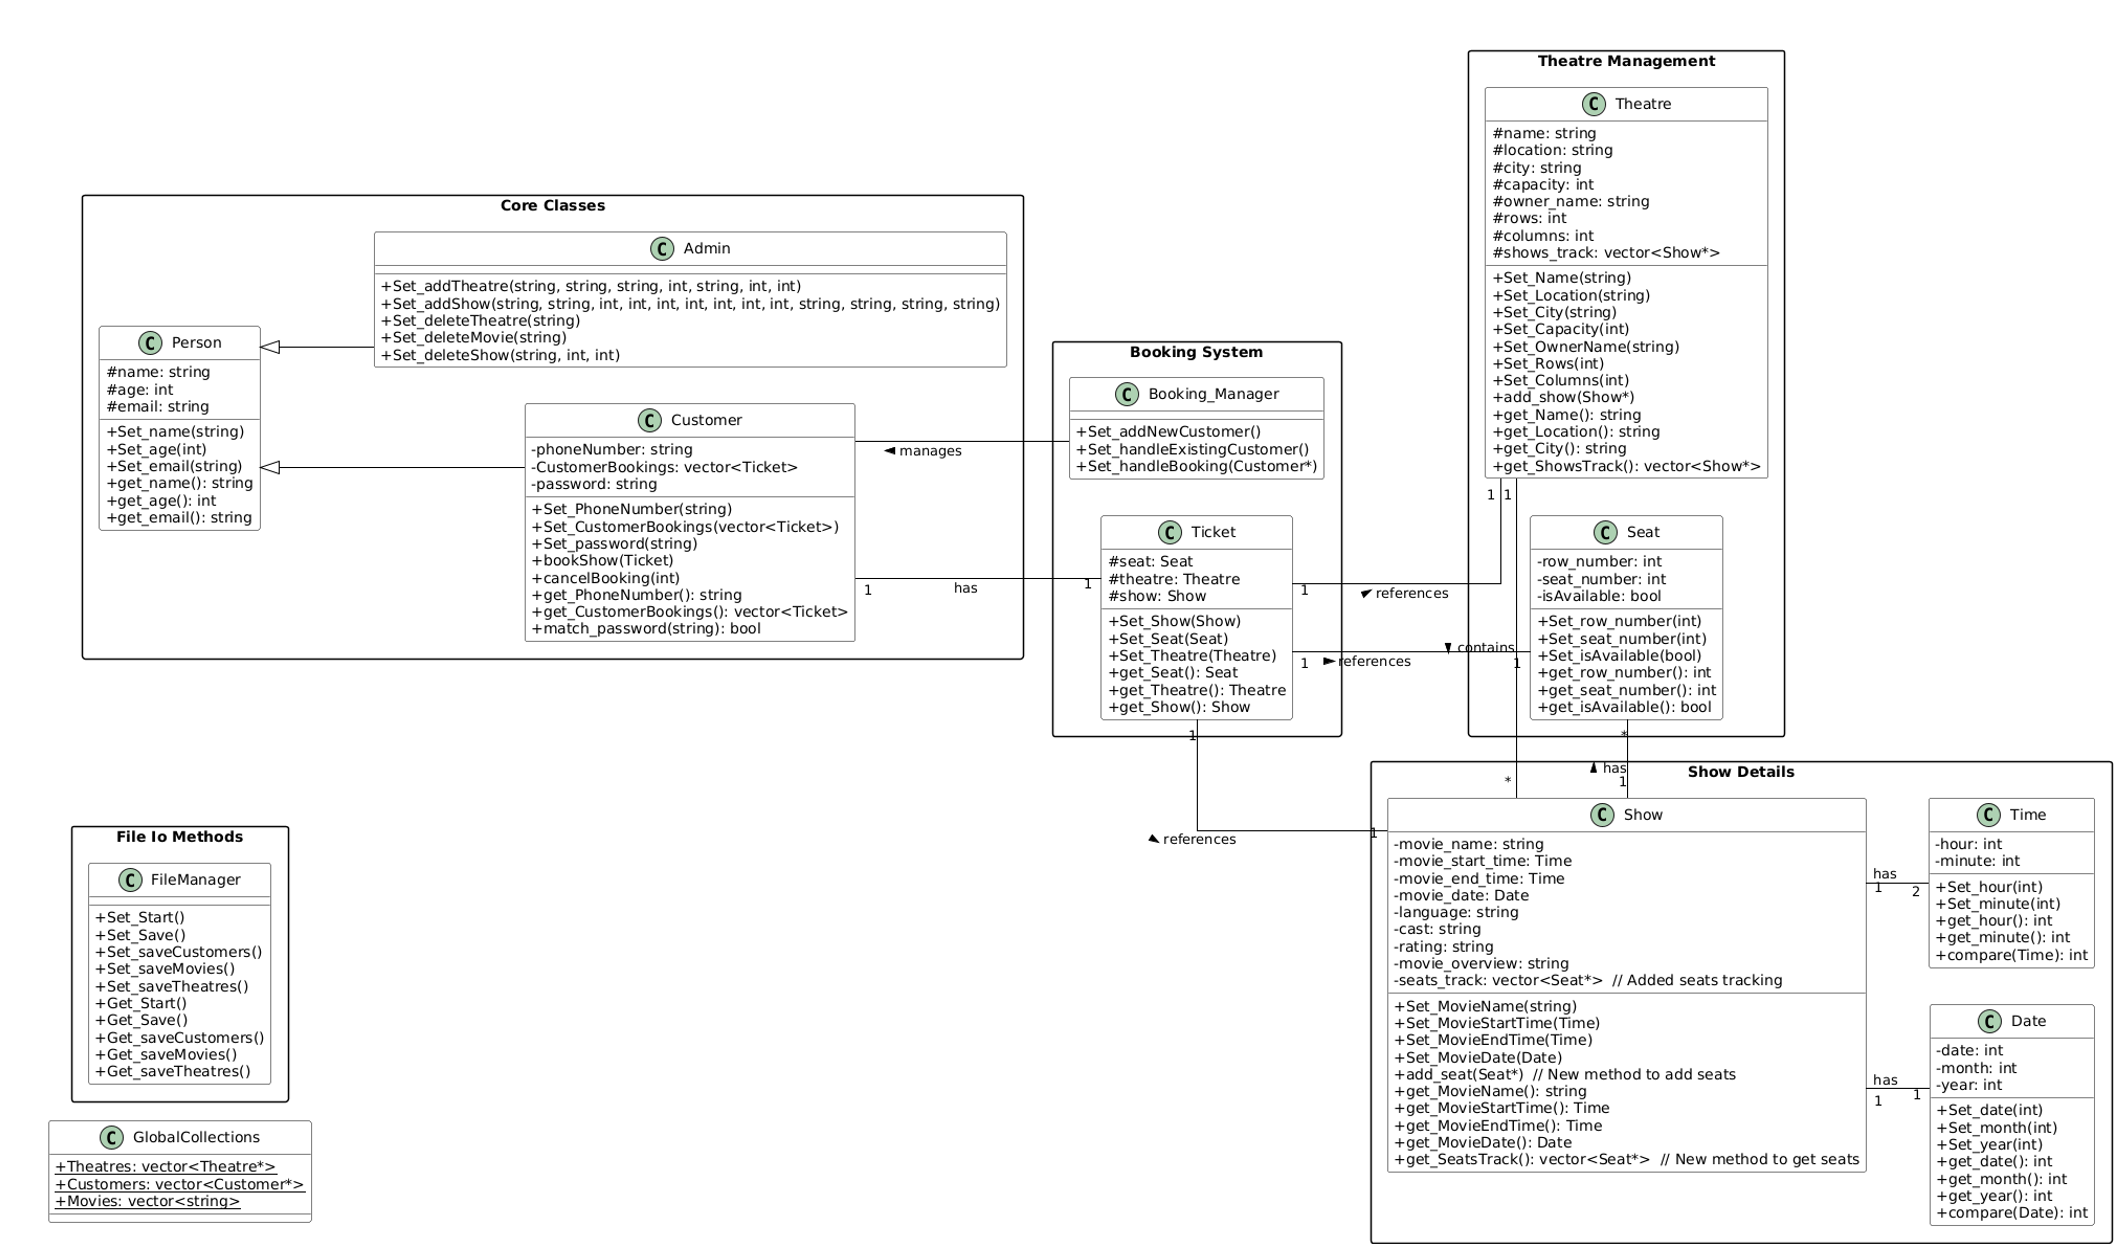 Theatre Management
C Theatre
#name: string
#location: string
#city: string
#capacity: int
#owner_name: string
#rows: int
#columns: int
#shows_track: vector<Show*>
+Set_Name(string)
+Set_Location(string)
+Set_City(string)
+Set_Capacity(int)
+Set_OwnerName(string)
+Set_Rows(int)
+Set_Columns(int)
+add_show(Show*)
+get_Name(): string
+get_Location(): string
+get_City(): string
+get_ShowsTrack(): vector<Show*>
Core Classes
C Admin
+Set_addTheatre(string, string, string, int, string, int, int)
+Set_addShow(string, string, int, int, int, int, int, int, int, string, string, string, string)
+Set_deleteTheatre(string)
+Set_deleteMovie(string)
+Set_deleteShow(string, int, int)
C Person
#name: string
#age: int
#email: string
+Set_name(string)
+Set_age(int)
+Set_email(string)
+get_name(): string
+get_age(): int
+get_email(): string
C Customer
-phoneNumber: string
-CustomerBookings: vector<Ticket>
-password: string
+Set_PhoneNumber(string)
+Set_CustomerBookings(vector<Ticket>)
+Set_password(string)
+bookShow(Ticket)
+cancelBooking(int)
+get_PhoneNumber(): string
+get_CustomerBookings(): vector<Ticket>
+match_password(string): bool
manages
1 has 1
Booking System
C Booking_Manager
+Set_addNewCustomer()
+Set_handleExistingCustomer()
+Set_handleBooking(Customer*)
C Ticket
#seat: Seat
#theatre: Theatre
#show: Show
+Set_Show(Show)
+Set_Seat(Seat)
+Set_Theatre(Theatre)
+get_Seat(): Seat
+get_Theatre(): Theatre
+get_Show(): Show
1 1
1 references
contains
1 references 1
C Seat
-row_number: int
-seat_number: int
-isAvailable: bool
+Set_row_number(int)
+Set_seat_number(int)
+Set_isAvailable(bool)
+get_row_number(): int
+get_seat_number(): int
+get_isAvailable(): bool
1
*
has
* 1
references 1
Show Details
C Show
-movie_name: string
-movie_start_time: Time
-movie_end_time: Time
-movie_date: Date
-language: string
-cast: string
-rating: string
-movie_overview: string
-seats_track: vector<Seat*>  // Added seats tracking
+Set_MovieName(string)
+Set_MovieStartTime(Time)
+Set_MovieEndTime(Time)
+Set_MovieDate(Date)
+add_seat(Seat*)  // New method to add seats
+get_MovieName(): string
+get_MovieStartTime(): Time
+get_MovieEndTime(): Time
+get_MovieDate(): Date
+get_SeatsTrack(): vector<Seat*>  // New method to get seats
has
1 2
C Time
-hour: int
-minute: int
+Set_hour(int)
+Set_minute(int)
+get_hour(): int
+get_minute(): int
+compare(Time): int
has
1 1
C Date
-date: int
-month: int
-year: int
+Set_date(int)
+Set_month(int)
+Set_year(int)
+get_date(): int
+get_month(): int
+get_year(): int
+compare(Date): int
File Io Methods
C FileManager
+Set_Start()
+Set_Save()
+Set_saveCustomers()
+Set_saveMovies()
+Set_saveTheatres()
+Get_Start()
+Get_Save()
+Get_saveCustomers()
+Get_saveMovies()
+Get_saveTheatres()
C GlobalCollections
+Theatres: vector<Theatre*>
+Customers: vector<Customer*>
+Movies: vector<string>